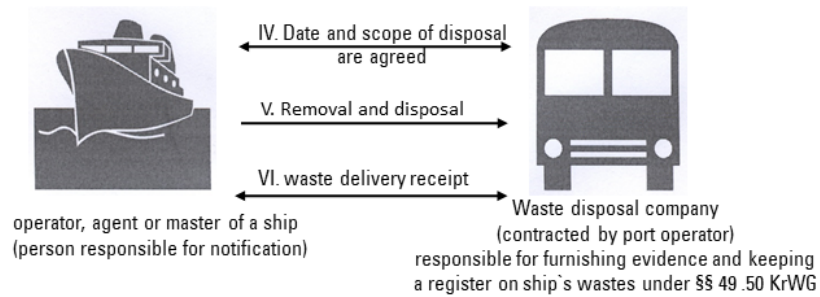 IV. Date and scope of disposal
are agreed
V. Removal and disposal
VI. waste delivery receipt
operator, agent or master of a ship
(person responsible for notification)
Waste disposal company
(contracted by port operator)
responsible for furnishing evidence and keeping
a register on ship`s wastes under §§ 49 .50 KrWG